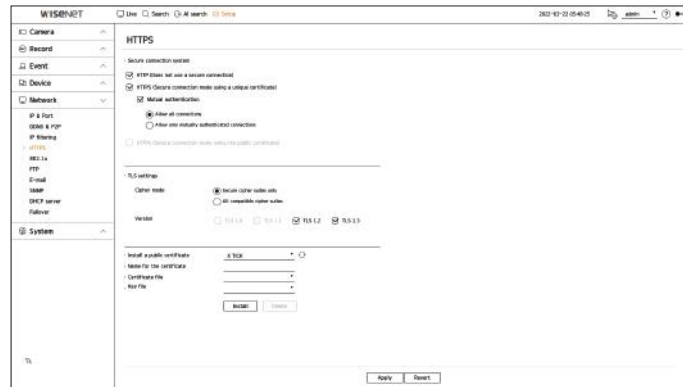 WISENET
Live Search AI search Setup
2022-02-22 05:40:25 admin
Camera
Record
Event
Device
Network
IP & Port
DDNS & P2P
IP filtering
HTTPS
802.1x
FTP
E-mail
SNMP
DHCP server
Failover
System
HTTPS
Secure connection system
HTTP (Does not use a secure connection)
HTTPS (Secure connection mode using a unique certificate)
Mutual authentication
Allow all connections
Allow only mutually authenticated connections
HTTPS (Secure connection mode using the public certificate)
TLS settings
Cipher mode
Secure cipher suites only
All compatible cipher suites
Version
TLS 1.0 TLS 1.1 TLS 1.2 TLS 1.3
Install a public certificate
Name for the certificate
Certificate file
Key file
Install Delete
Apply Revert